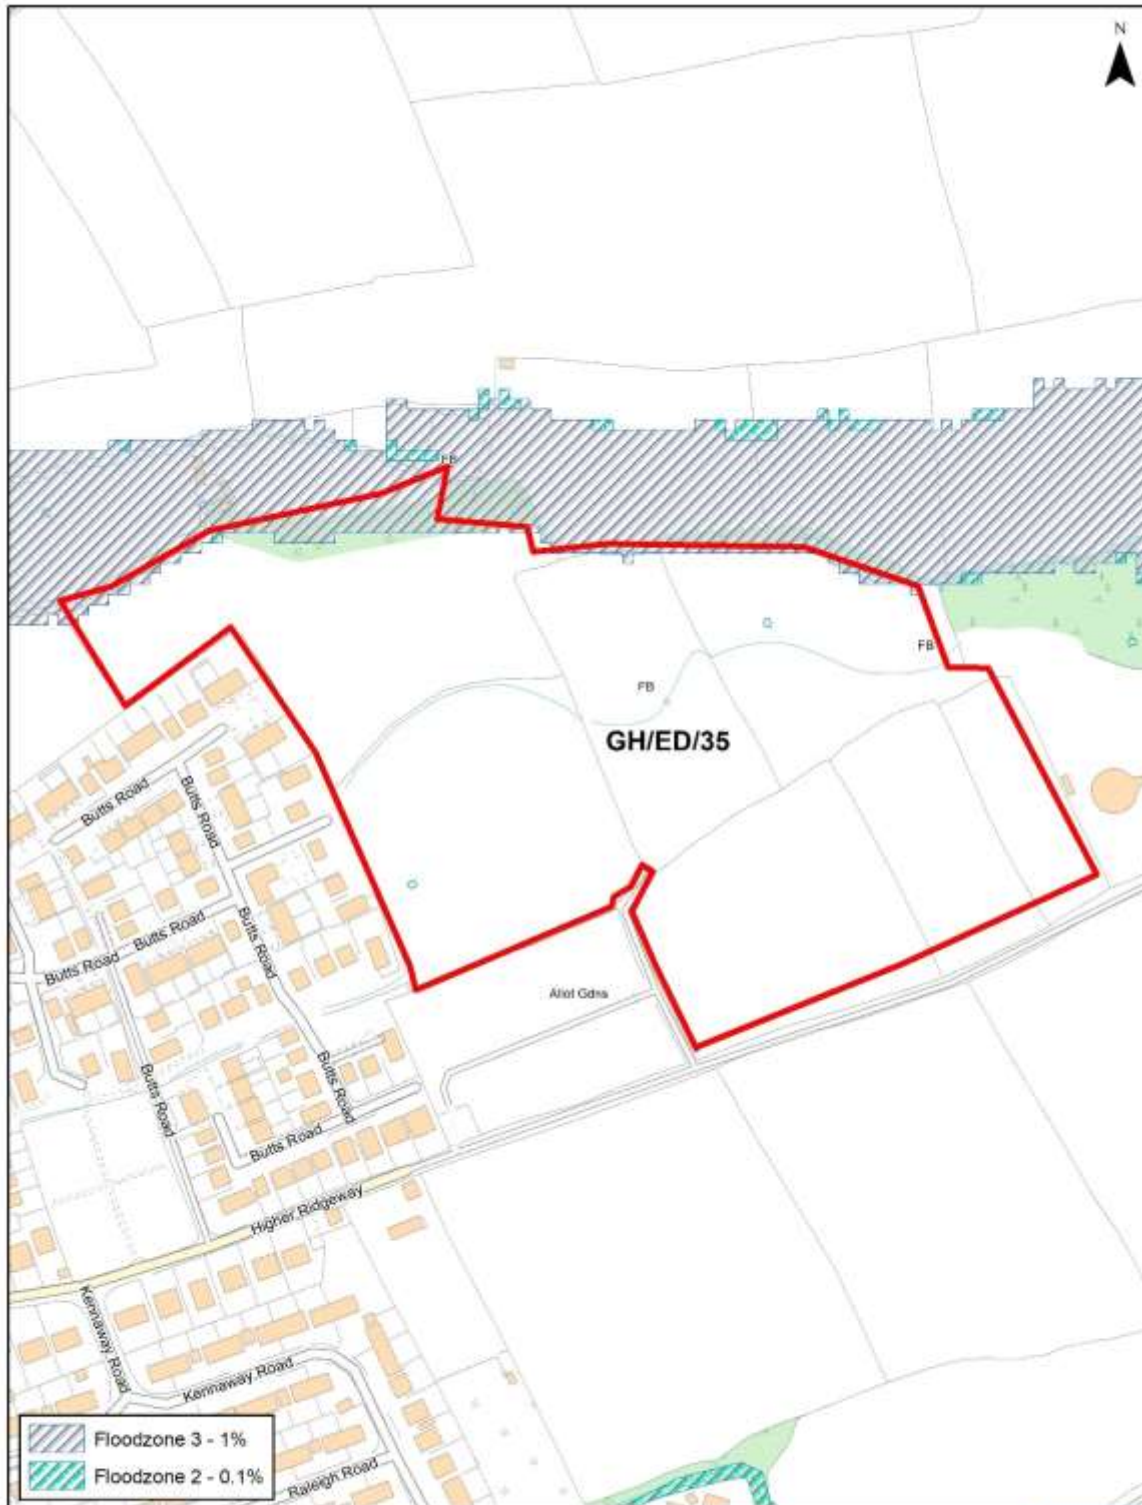 N
FB
FB
FB
GH/ED/35
Butts Road
Butts Road
Butts Road
Butts Road
Butts Road
Allot Gdns
Butts Road
Butts Road
Butts Road
Higher Ridgeway
Kennaway Road
Kennaway Road
Raleigh Road
Floodzone 3 - 1%
Floodzone 2 - 0.1%